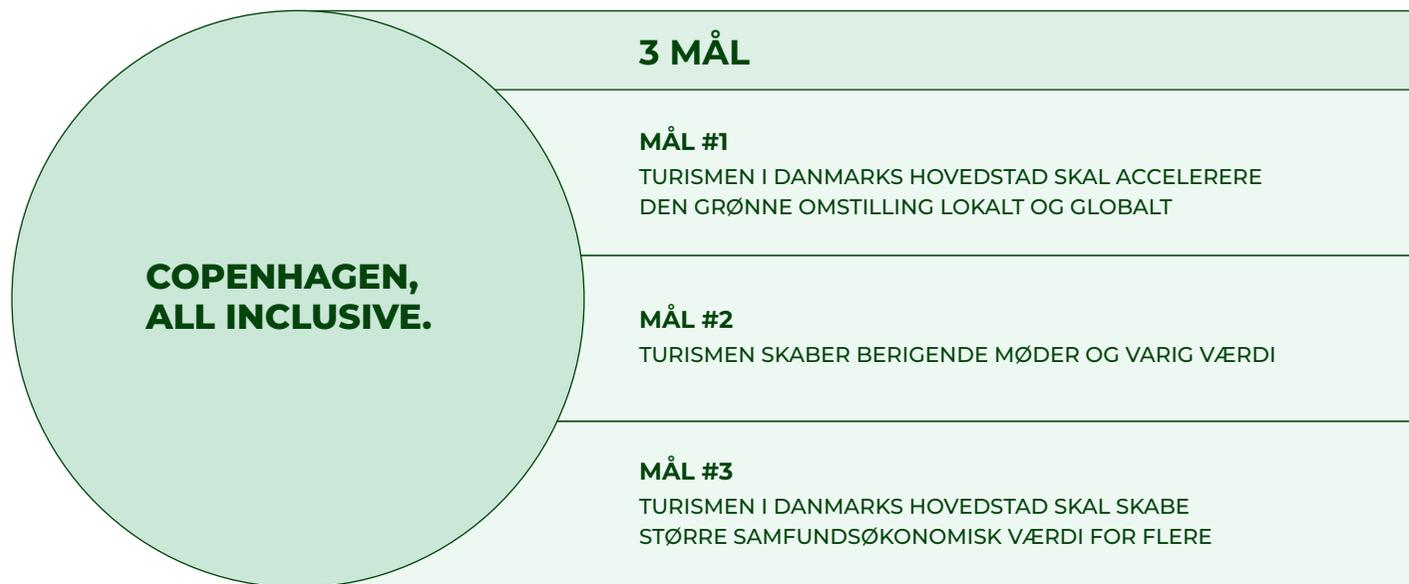 COPENHAGEN,
ALL INCLUSIVE.
3 MÅL
MÅL #1
TURISMEN I DANMARKS HOVEDSTAD SKAL ACCELERERE
DEN GRØNNE OMSTILLING LOKALT OG GLOBALT
MÅL #2
TURISMEN SKABER BERIGENDE MØDER OG VARIG VÆRDI
MÅL #3
TURISMEN I DANMARKS HOVEDSTAD SKAL SKABE
STØRRE SAMFUNDSØKONOMISK VÆRDI FOR FLERE